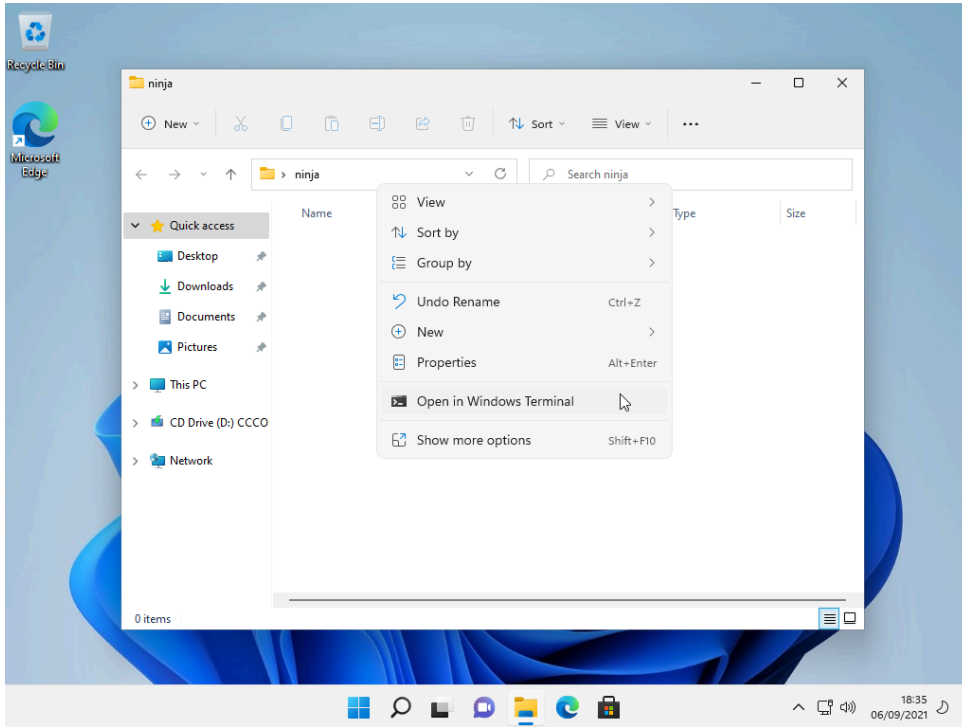 Recycle Bin
Microsoft
Edge
ninja
New
Sort
View
ninja
Search ninja
Name
Type
Size
Quick access
Desktop
Downloads
Documents
Pictures
This PC
CD Drive (D:) CCCO
Network
View
Sort by
Group by
Undo Rename Ctrl+Z
New
Properties Alt+Enter
Open in Windows Terminal
Show more options Shift+F10
0 items
18:35
06/09/2021